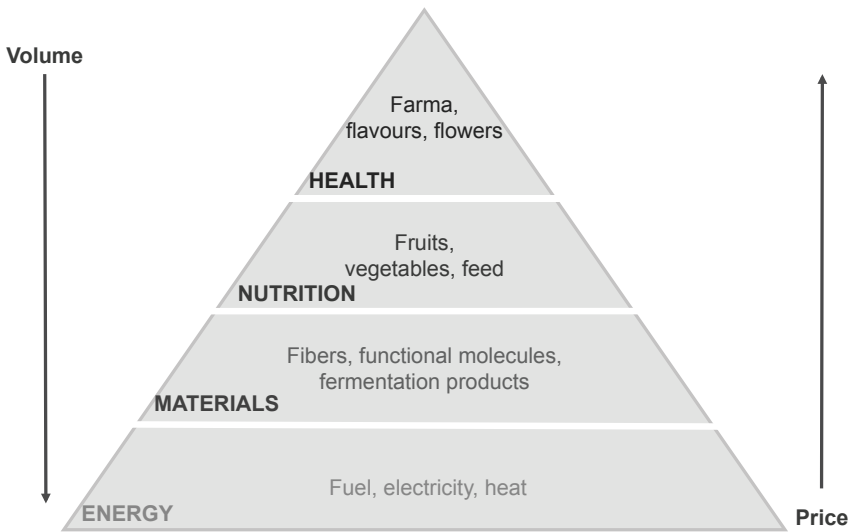 Volume
Farma,
flavours, flowers
HEALTH
Fruits,
vegetables, feed
NUTRITION
Fibers, functional molecules,
fermentation products
MATERIALS
Fuel, electricity, heat
ENERGY
Price